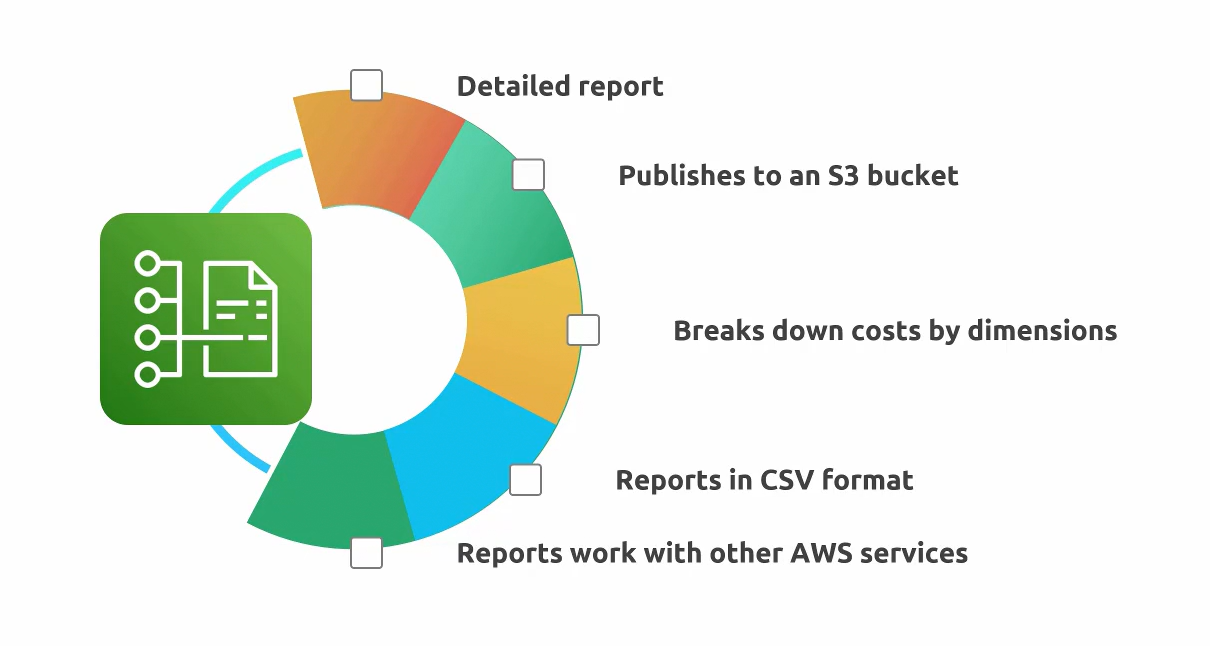 Detailed report
Publishes to an S3 bucket
Breaks down costs by dimensions
Reports in CSV format
Reports work with other AWS services